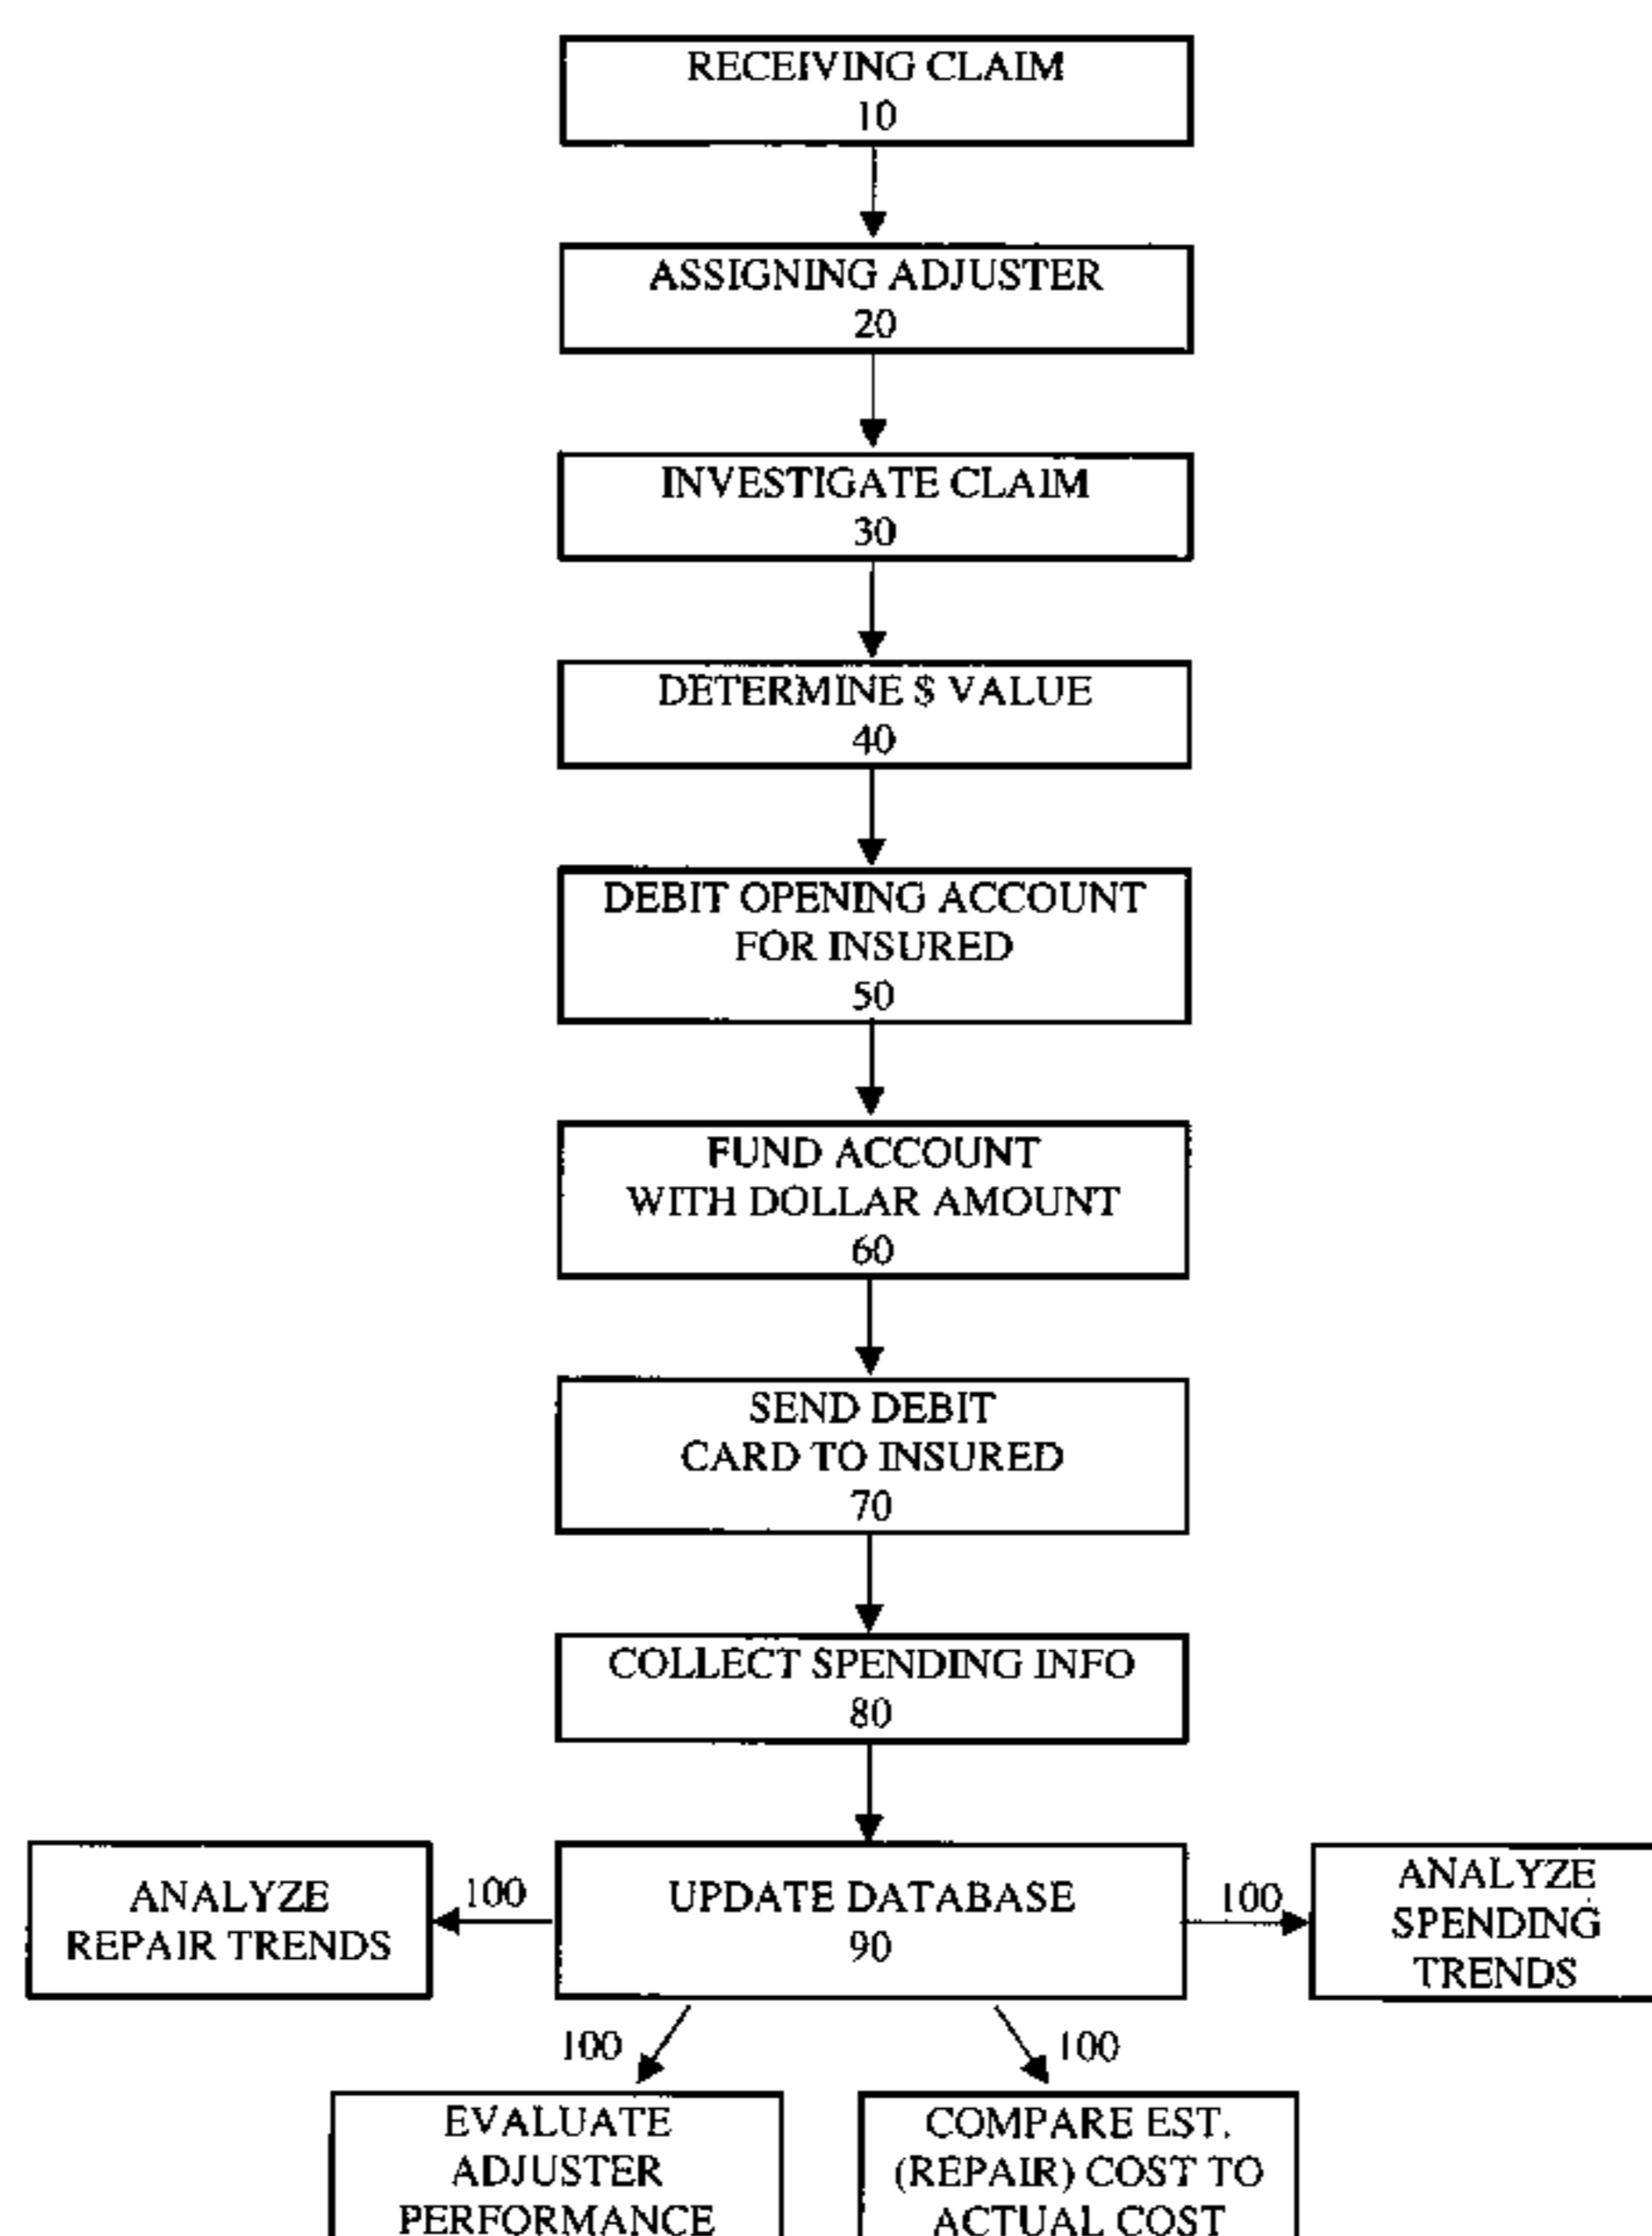 RECEIVING CLAIM
10
ASSIGNING ADJUSTER
20
INVESTIGATE CLAIM
30
DETERMINE $ VALUE
40
DEBIT OPENING ACCOUNT
FOR INSURED
50
FUND ACCOUNT
WITH DOLLAR AMOUNT
60
SEND DEBIT
CARD TO INSURED
70
COLLECT SPENDING INFO
80
ANALYZE
REPAIR TRENDS
100
UPDATE DATABASE
90
100
ANALYZE
SPENDING
TRENDS
100
100
EVALUATE
ADJUSTER
PERFORMANCE
COMPARE EST.
(REPAIR) COST TO
ACTUAL COST